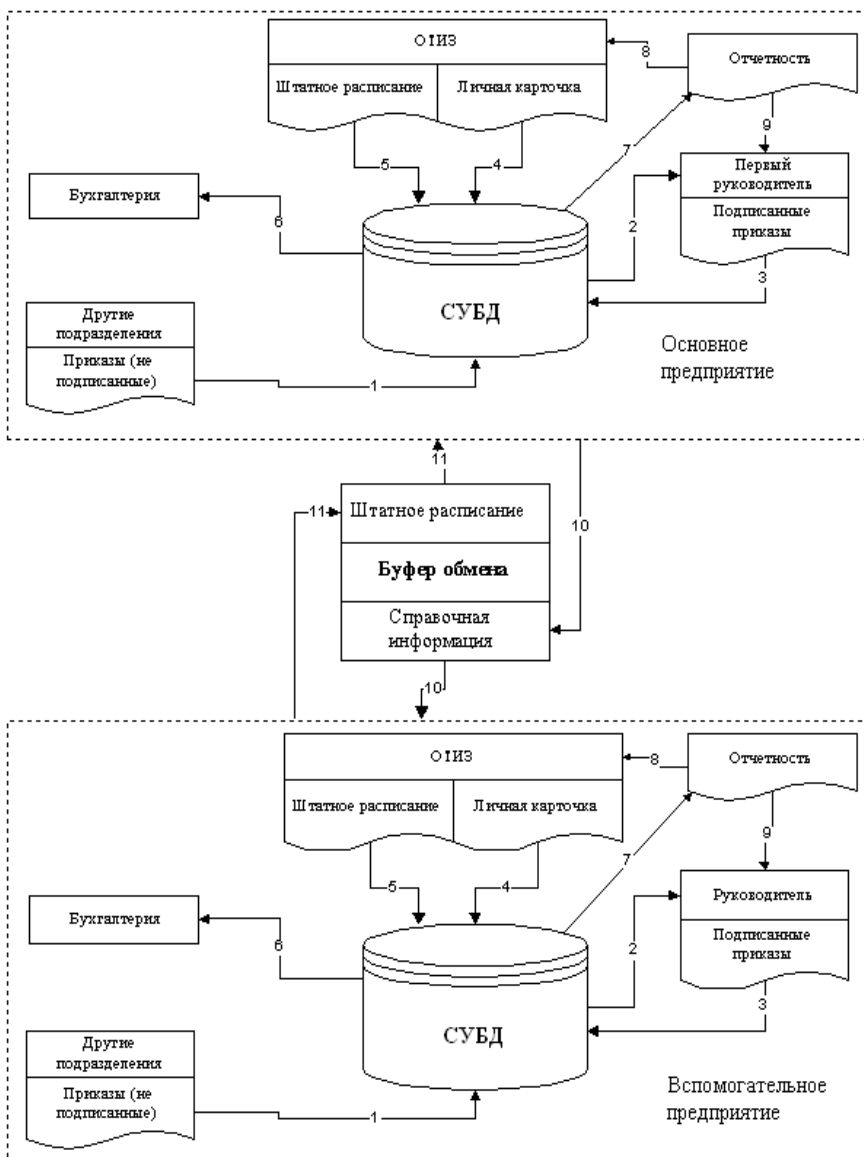 ОТИЗ
8
Отчетность
Штатное расписание
Личная карточка
5
4
7
9
Первый
руководитель
Бухгалтерия
6
2
Подписанные
приказы
3
СУБД
Другие
подразделения
Приказы (не
подписанные)
1
Основное
предприятие
11
10
11
Штатное расписание
Буфер обмена
Справочная
информация
10
ОТИЗ
8
Отчетность
Штатное расписание
Личная карточка
5
4
7
9
Руководитель
Бухгалтерия
6
2
Подписанные
приказы
3
СУБД
Другие
подразделения
Приказы (не
подписанные)
1
Вспомогательное
предприятие